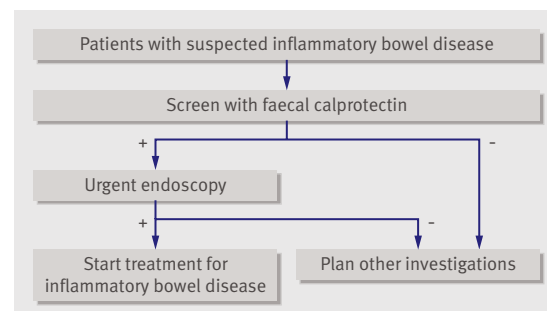 Patients with suspected inflammatory bowel disease
Screen with faecal calprotectin
+
-
Urgent endoscopy
+
-
Start treatment for
inflammatory bowel disease
Plan other investigations